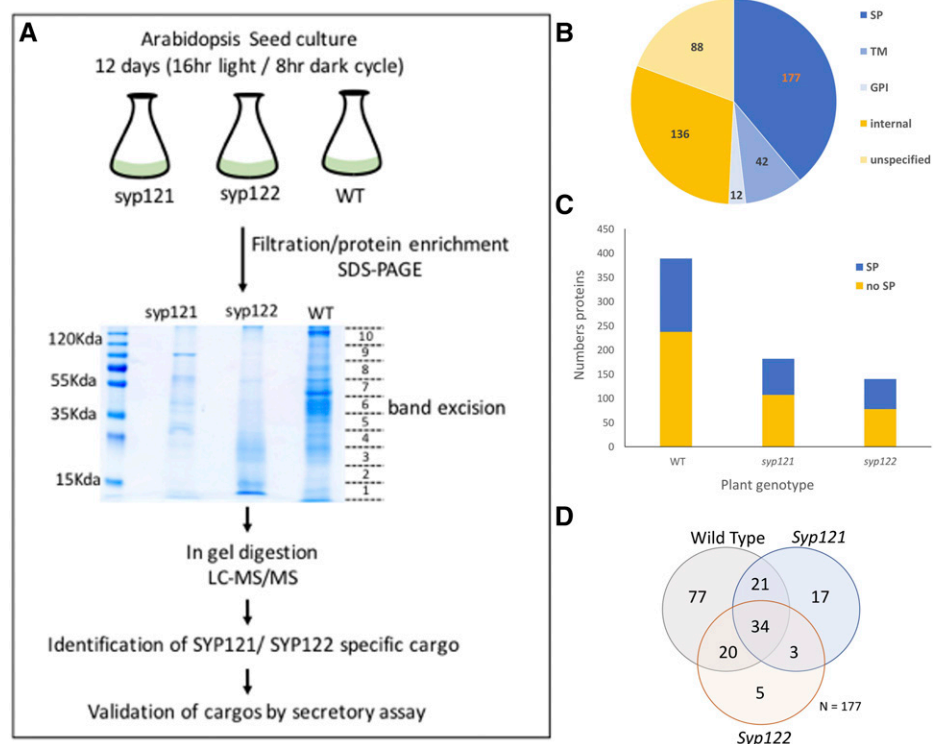 A
Arabidopsis Seed culture
12 days (16hr light / 8hr dark cycle)
syp121 syp122 WT
Filtration/protein enrichment
SDS-PAGE
syp121 syp122 WT
120Kda
55Kda
35Kda
15Kda
10
9
8
7
6
5
4
3
2
1
band excision
In gel digestion
LC-MS/MS
Identification of SYP121/ SYP122 specific cargo
Validation of cargos by secretory assay
B
88
177
136
42
12
SP
TM
GPI
internal
unspecified
C
Numbers proteins
450
400
350
300
250
200
150
100
50
0
SP
no SP
WT syp121 syp122
Plant genotype
D
Wild Type Syp121
77 21 17
34
20 3
5
N = 177
Syp122